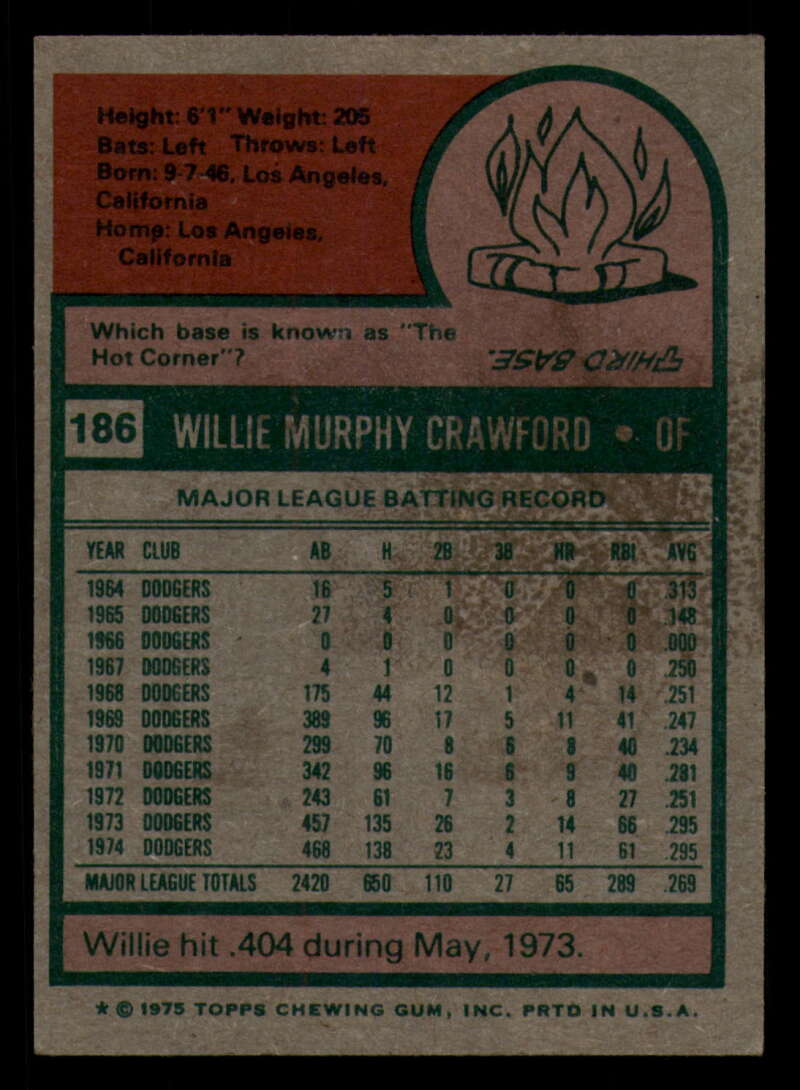 Height: 6'1" Weight: 205
Bats: Left Throws: Left
Born: 9-7-46, Los Angeles,
California
Home: Los Angeles,
California
Which base is known as "The
Hot Corner"?
THIRD BASE.
186 WILLIE MURPHY CRAWFORD • OF
MAJOR LEAGUE BATTING RECORD
YEAR CLUB AB H 2B 3B HR RBI AVG
1964 DODGERS 16 5 1 0 0 0 .313
1965 DODGERS 27 4 0 0 0 0 .148
1966 DODGERS 0 0 0 0 0 0 .000
1967 DODGERS 4 1 0 0 0 0 .250
1968 DODGERS 175 44 12 1 4 14 .251
1969 DODGERS 389 96 17 5 11 41 .247
1970 DODGERS 299 70 8 6 8 40 .234
1971 DODGERS 342 96 16 6 9 40 .281
1972 DODGERS 243 61 7 3 8 27 .251
1973 DODGERS 457 135 26 2 14 66 .295
1974 DODGERS 468 138 23 4 11 61 .295
MAJOR LEAGUE TOTALS 2420 650 110 27 65 289 .269
Willie hit .404 during May, 1973.
* © 1975 TOPPS CHEWING GUM, INC. PRTD IN U.S.A.